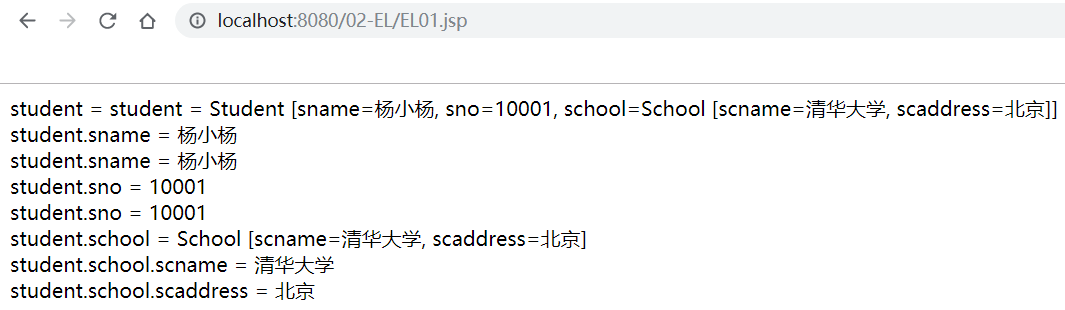 localhost:8080/02-EL/EL01.jsp
student = student = Student [sname=杨小杨, sno=10001, school=School [scname=清华大学, scaddress=北京]]
student.sname = 杨小杨
student.sname = 杨小杨
student.sno = 10001
student.sno = 10001
student.school = School [scname=清华大学, scaddress=北京]
student.school.scname = 清华大学
student.school.scaddress = 北京